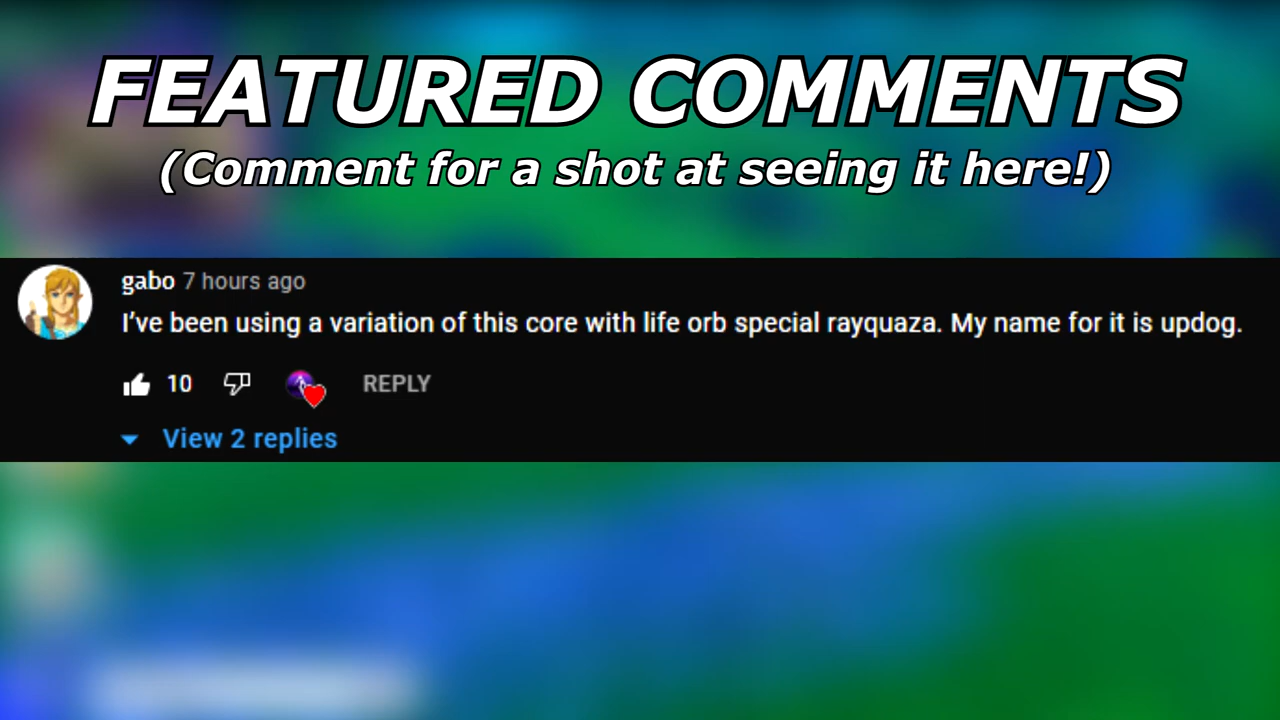 FEATURED COMMENTS
(Comment for a shot at seeing it here!)
gabo 7 hours ago
I’ve been using a variation of this core with life orb special rayquaza. My name for it is updog.
10 REPLY
View 2 replies